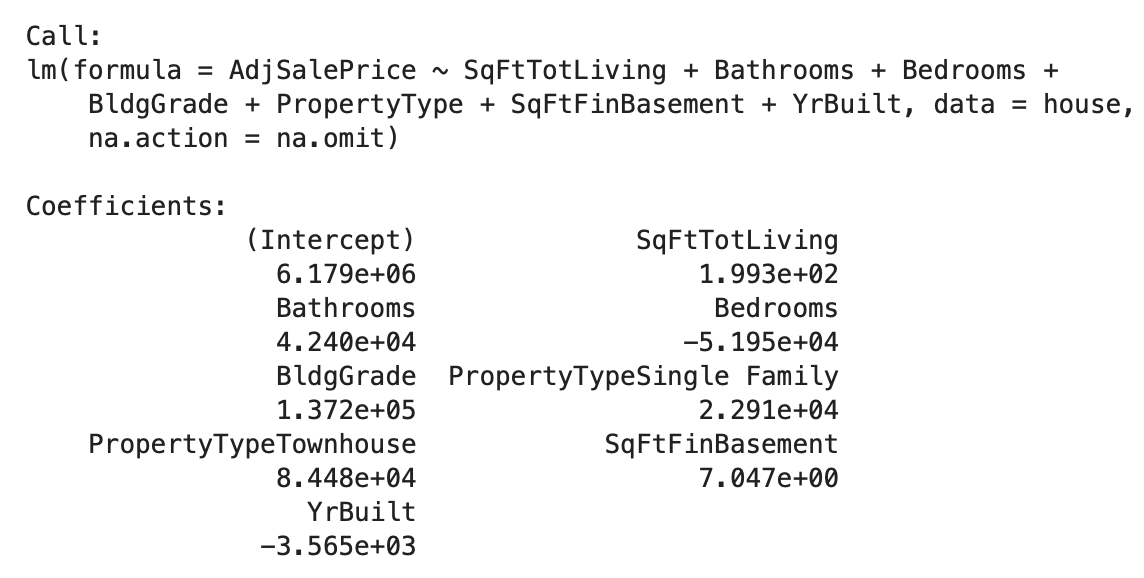 Call:
lm(formula = AdjSalePrice ~ SqFtTotLiving + Bathrooms + Bedrooms +
    BldgGrade + PropertyType + SqFtFinBasement + YrBuilt, data = house,
    na.action = na.omit)

Coefficients:
              (Intercept)              SqFtTotLiving
                6.179e+06                  1.993e+02
                Bathrooms                   Bedrooms
                4.240e+04                 -5.195e+04
                BldgGrade  PropertyTypeSingle Family
                1.372e+05                  2.291e+04
    PropertyTypeTownhouse            SqFtFinBasement
                8.448e+04                  7.047e+00
                  YrBuilt
               -3.565e+03